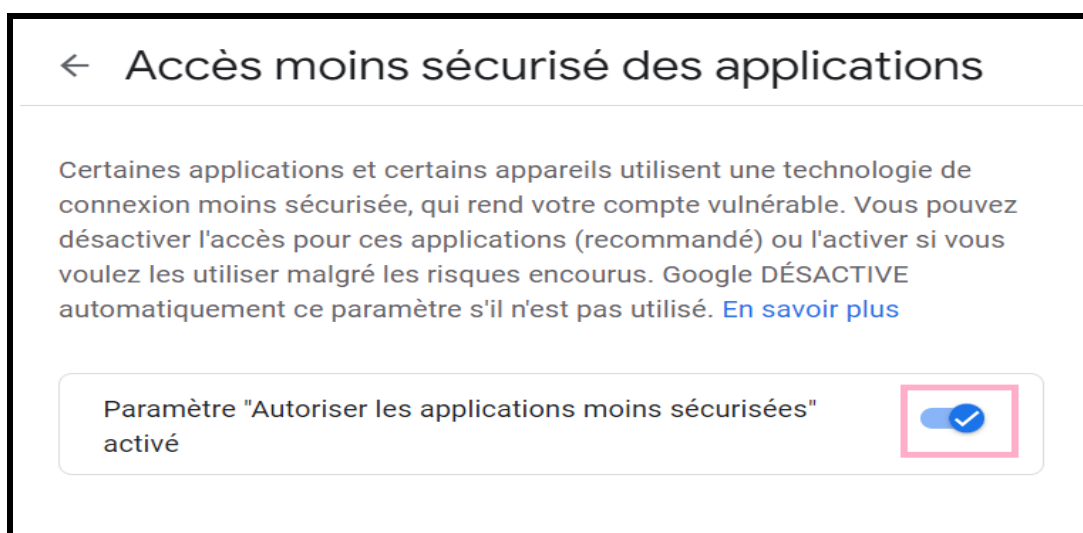 Accès moins sécurisé des applications
Certaines applications et certains appareils utilisent une technologie de
connexion moins sécurisée, qui rend votre compte vulnérable. Vous pouvez
désactiver l'accès pour ces applications (recommandé) ou l'activer si vous
voulez les utiliser malgré les risques encourus. Google DÉSACTIVE
automatiquement ce paramètre s'il n'est pas utilisé. En savoir plus
Paramètre "Autoriser les applications moins sécurisées"
activé